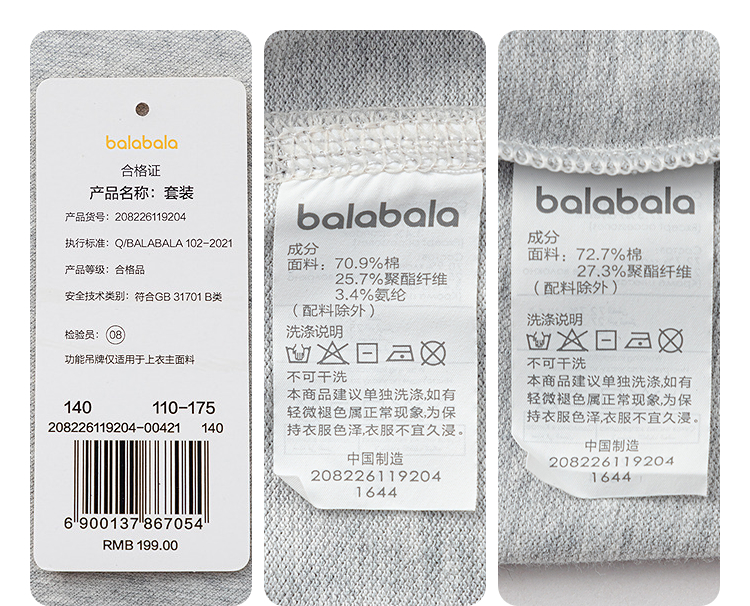 balabala
合格证
产品名称：套装
产品货号：208226119204
执行标准：Q/BALABALA 102-2021
产品等级：合格品
安全技术类别：符合GB 31701 B类
检验员：08
功能吊牌仅适用于上衣主面料
140 110-175
208226119204-00421 140
6 900137 867054
RMB 199.00
balabala
成分
面料：70.9%棉
25.7%聚酯纤维
3.4%氨纶
（配料除外）
洗涤说明
不可干洗
本商品建议单独洗涤,如有
轻微褪色属正常现象,为保
持衣服色泽,衣服不宜久浸。
中国制造
208226119204
1644
balabala
成分
面料：72.7%棉
27.3%聚酯纤维
（配料除外）
洗涤说明
不可干洗
本商品建议单独洗涤,如有
轻微褪色属正常现象,为保
持衣服色泽,衣服不宜久浸。
中国制造
208226119204
1644